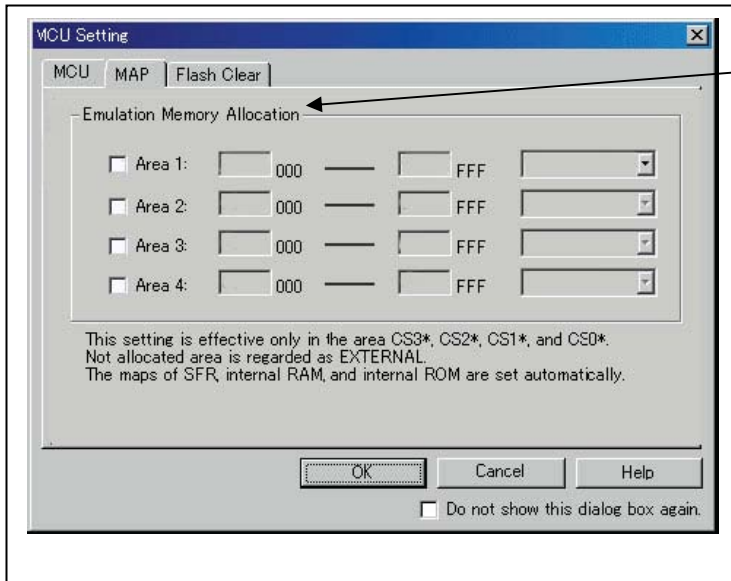 MCU Setting
MCU MAP Flash Clear
Emulation Memory Allocation
Area 1: 000 FFF
Area 2: 000 FFF
Area 3: 000 FFF
Area 4: 000 FFF
This setting is effective only in the area CS3*, CS2*, CS1*, and CS0*.
Not allocated area is regarded as EXTERNAL.
The maps of SFR, internal RAM, and internal ROM are set automatically.
OK Cancel Help
Do not show this dialog box again.